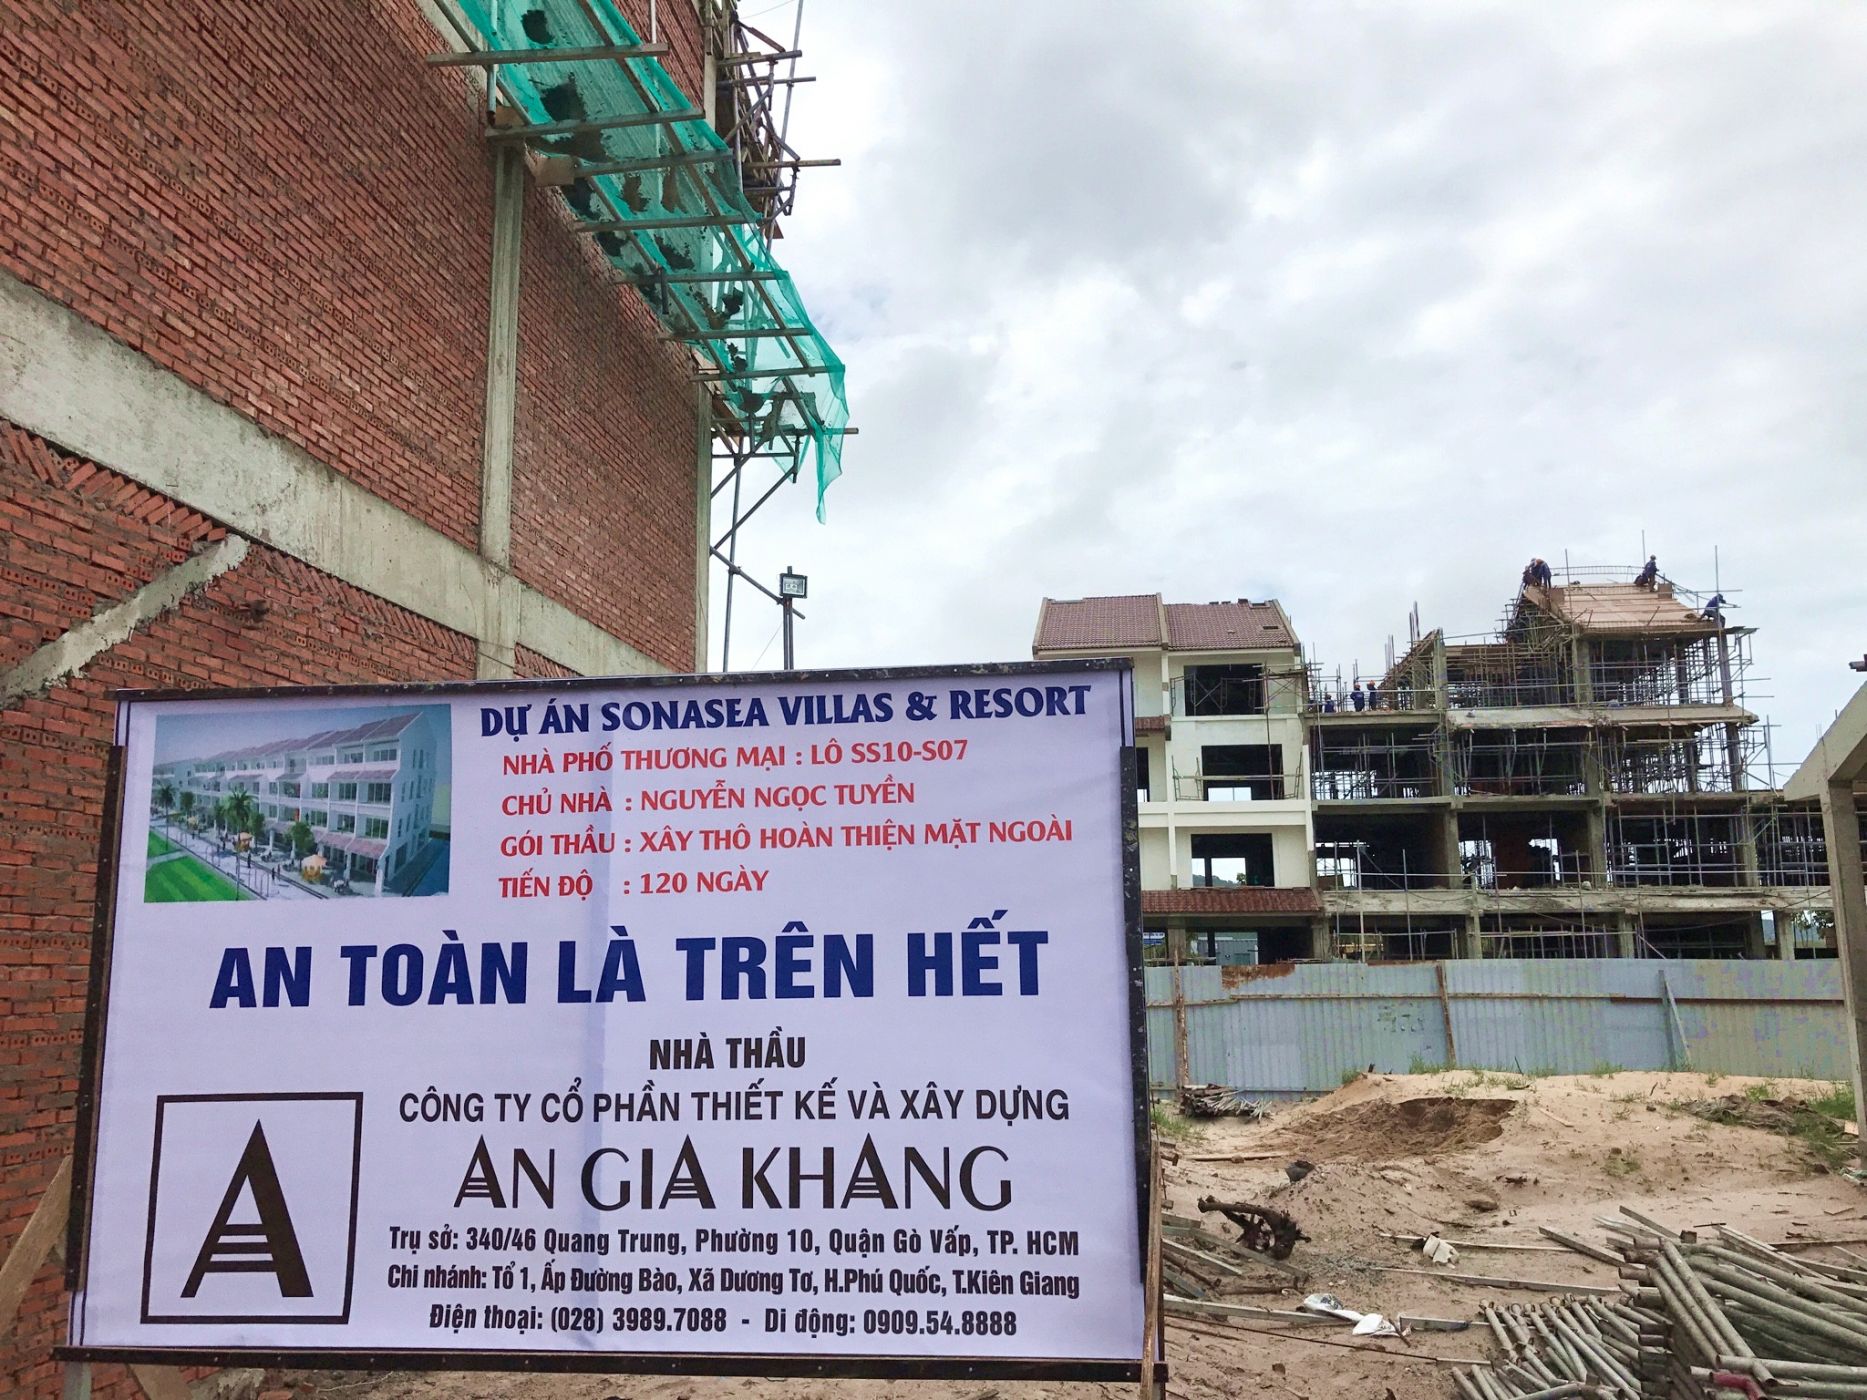 DỰ ÁN SONASEA VILLAS & RESORT
NHÀ PHỐ THƯƠNG MẠI : LÔ SS10-S07
CHỦ NHÀ : NGUYỄN NGỌC TUYỀN
GÓI THẦU : XÂY THÔ HOÀN THIỆN MẶT NGOÀI
TIẾN ĐỘ : 120 NGÀY
AN TOÀN LÀ TRÊN HẾT
NHÀ THẦU
CÔNG TY CỔ PHẦN THIẾT KẾ VÀ XÂY DỰNG
AN GIA KHANG
A
Trụ sở: 340/46 Quang Trung, Phường 10, Quận Gò Vấp, TP. HCM
Chi nhánh: Tổ 1, Ấp Đường Bào, Xã Dương Tơ, H.Phú Quốc, T.Kiên Giang
Điện thoại: (028) 3989.7088 - Di động: 0909.54.8888